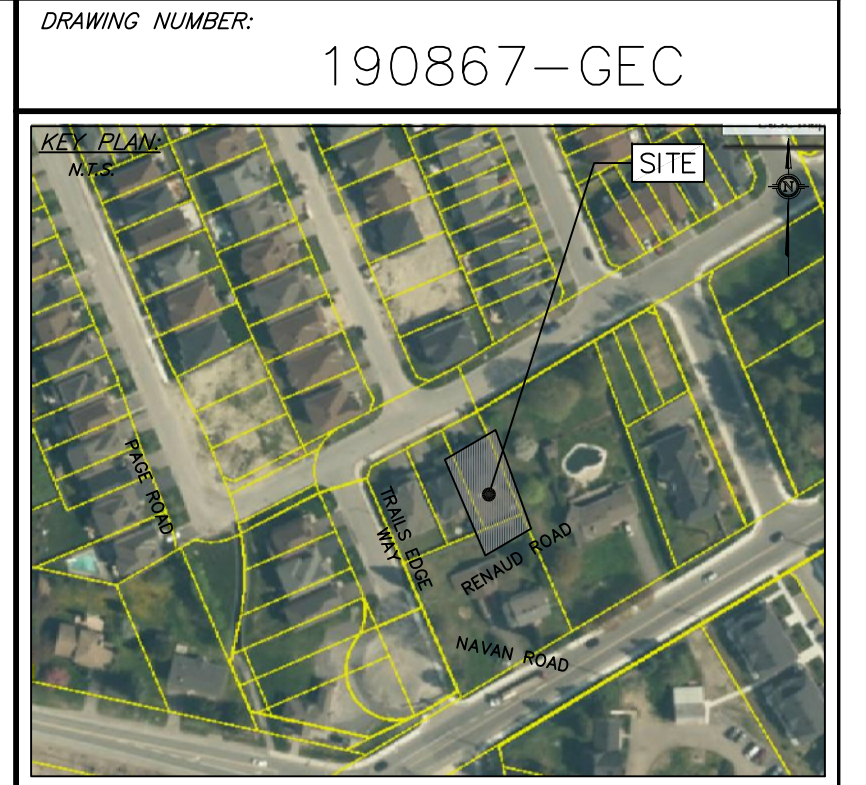 DRAWING NUMBER:
190867-GEC
KEY PLAN:
N.T.S.
SITE
N
PAGE ROAD
TRAILS EDGE
WAY
RENAUD ROAD
NAVAN ROAD